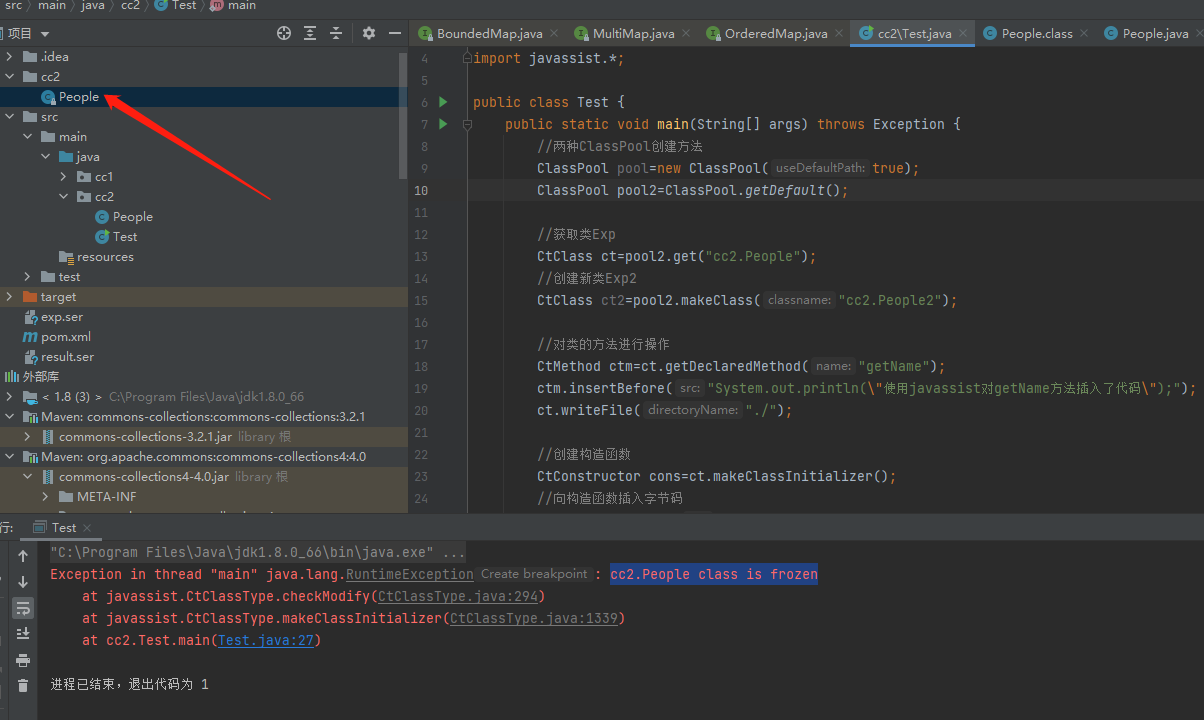 src 〉 main 〉 java 〉 cc2 〉 Test 〉 main
项目
BoundedMap.java
MultiMap.java
OrderedMap.java
cc2\Test.java
People.class
People.java
.idea
cc2
People
src
main
java
cc1
cc2
People
Test
resources
test
target
exp.ser
pom.xml
result.ser
外部库
< 1.8 (3) > C:\Program Files\Java\jdk1.8.0_66
Maven: commons-collections:commons-collections:3.2.1
commons-collections-3.2.1.jar library 根
Maven: org.apache.commons:commons-collections4:4.0
commons-collections4-4.0.jar library 根
META-INF
4 import javassist.*;
5
6 public class Test {
7 public static void main(String[] args) throws Exception {
8 //两种ClassPool创建方法
9 ClassPool pool=new ClassPool( useDefaultPath: true);
10 ClassPool pool2=ClassPool.getDefault();
11
12 //获取类Exp
13 CtClass ct=pool2.get("cc2.People");
14 //创建新类Exp2
15 CtClass ct2=pool2.makeClass( classname: "cc2.People2");
16
17 //对类的方法进行操作
18 CtMethod ctm=ct.getDeclaredMethod( name: "getName");
19 ctm.insertBefore( src: "System.out.println(\"使用javassist对getName方法插入了代码\");");
20 ct.writeFile( directoryName: "./");
21
22 //创建构造函数
23 CtConstructor cons=ct.makeClassInitializer();
24 //向构造函数插入字节码
行:
Test
"C:\Program Files\Java\jdk1.8.0_66\bin\java.exe" ...
Exception in thread "main" java.lang.RuntimeException Create breakpoint : cc2.People class is frozen
at javassist.CtClassType.checkModify(CtClassType.java:294)
at javassist.CtClassType.makeClassInitializer(CtClassType.java:1339)
at cc2.Test.main(Test.java:27)
进程已结束，退出代码为 1